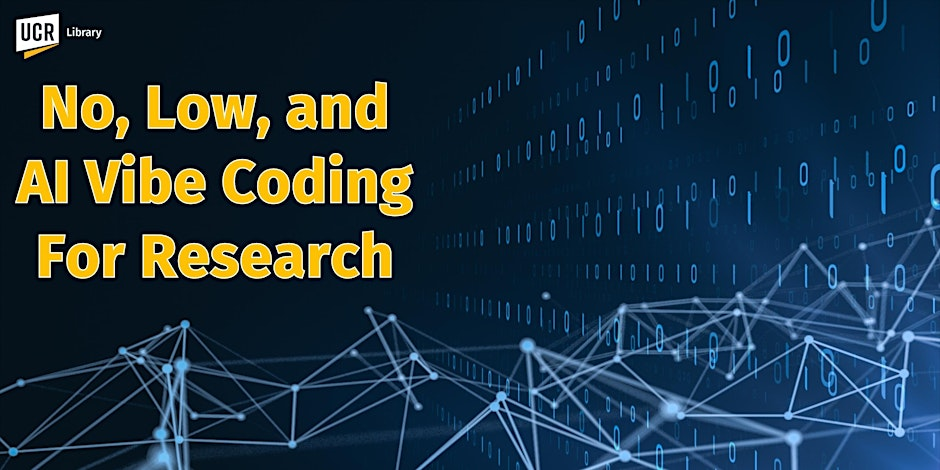 UCR Library
No, Low, and
AI Vibe Coding
For Research